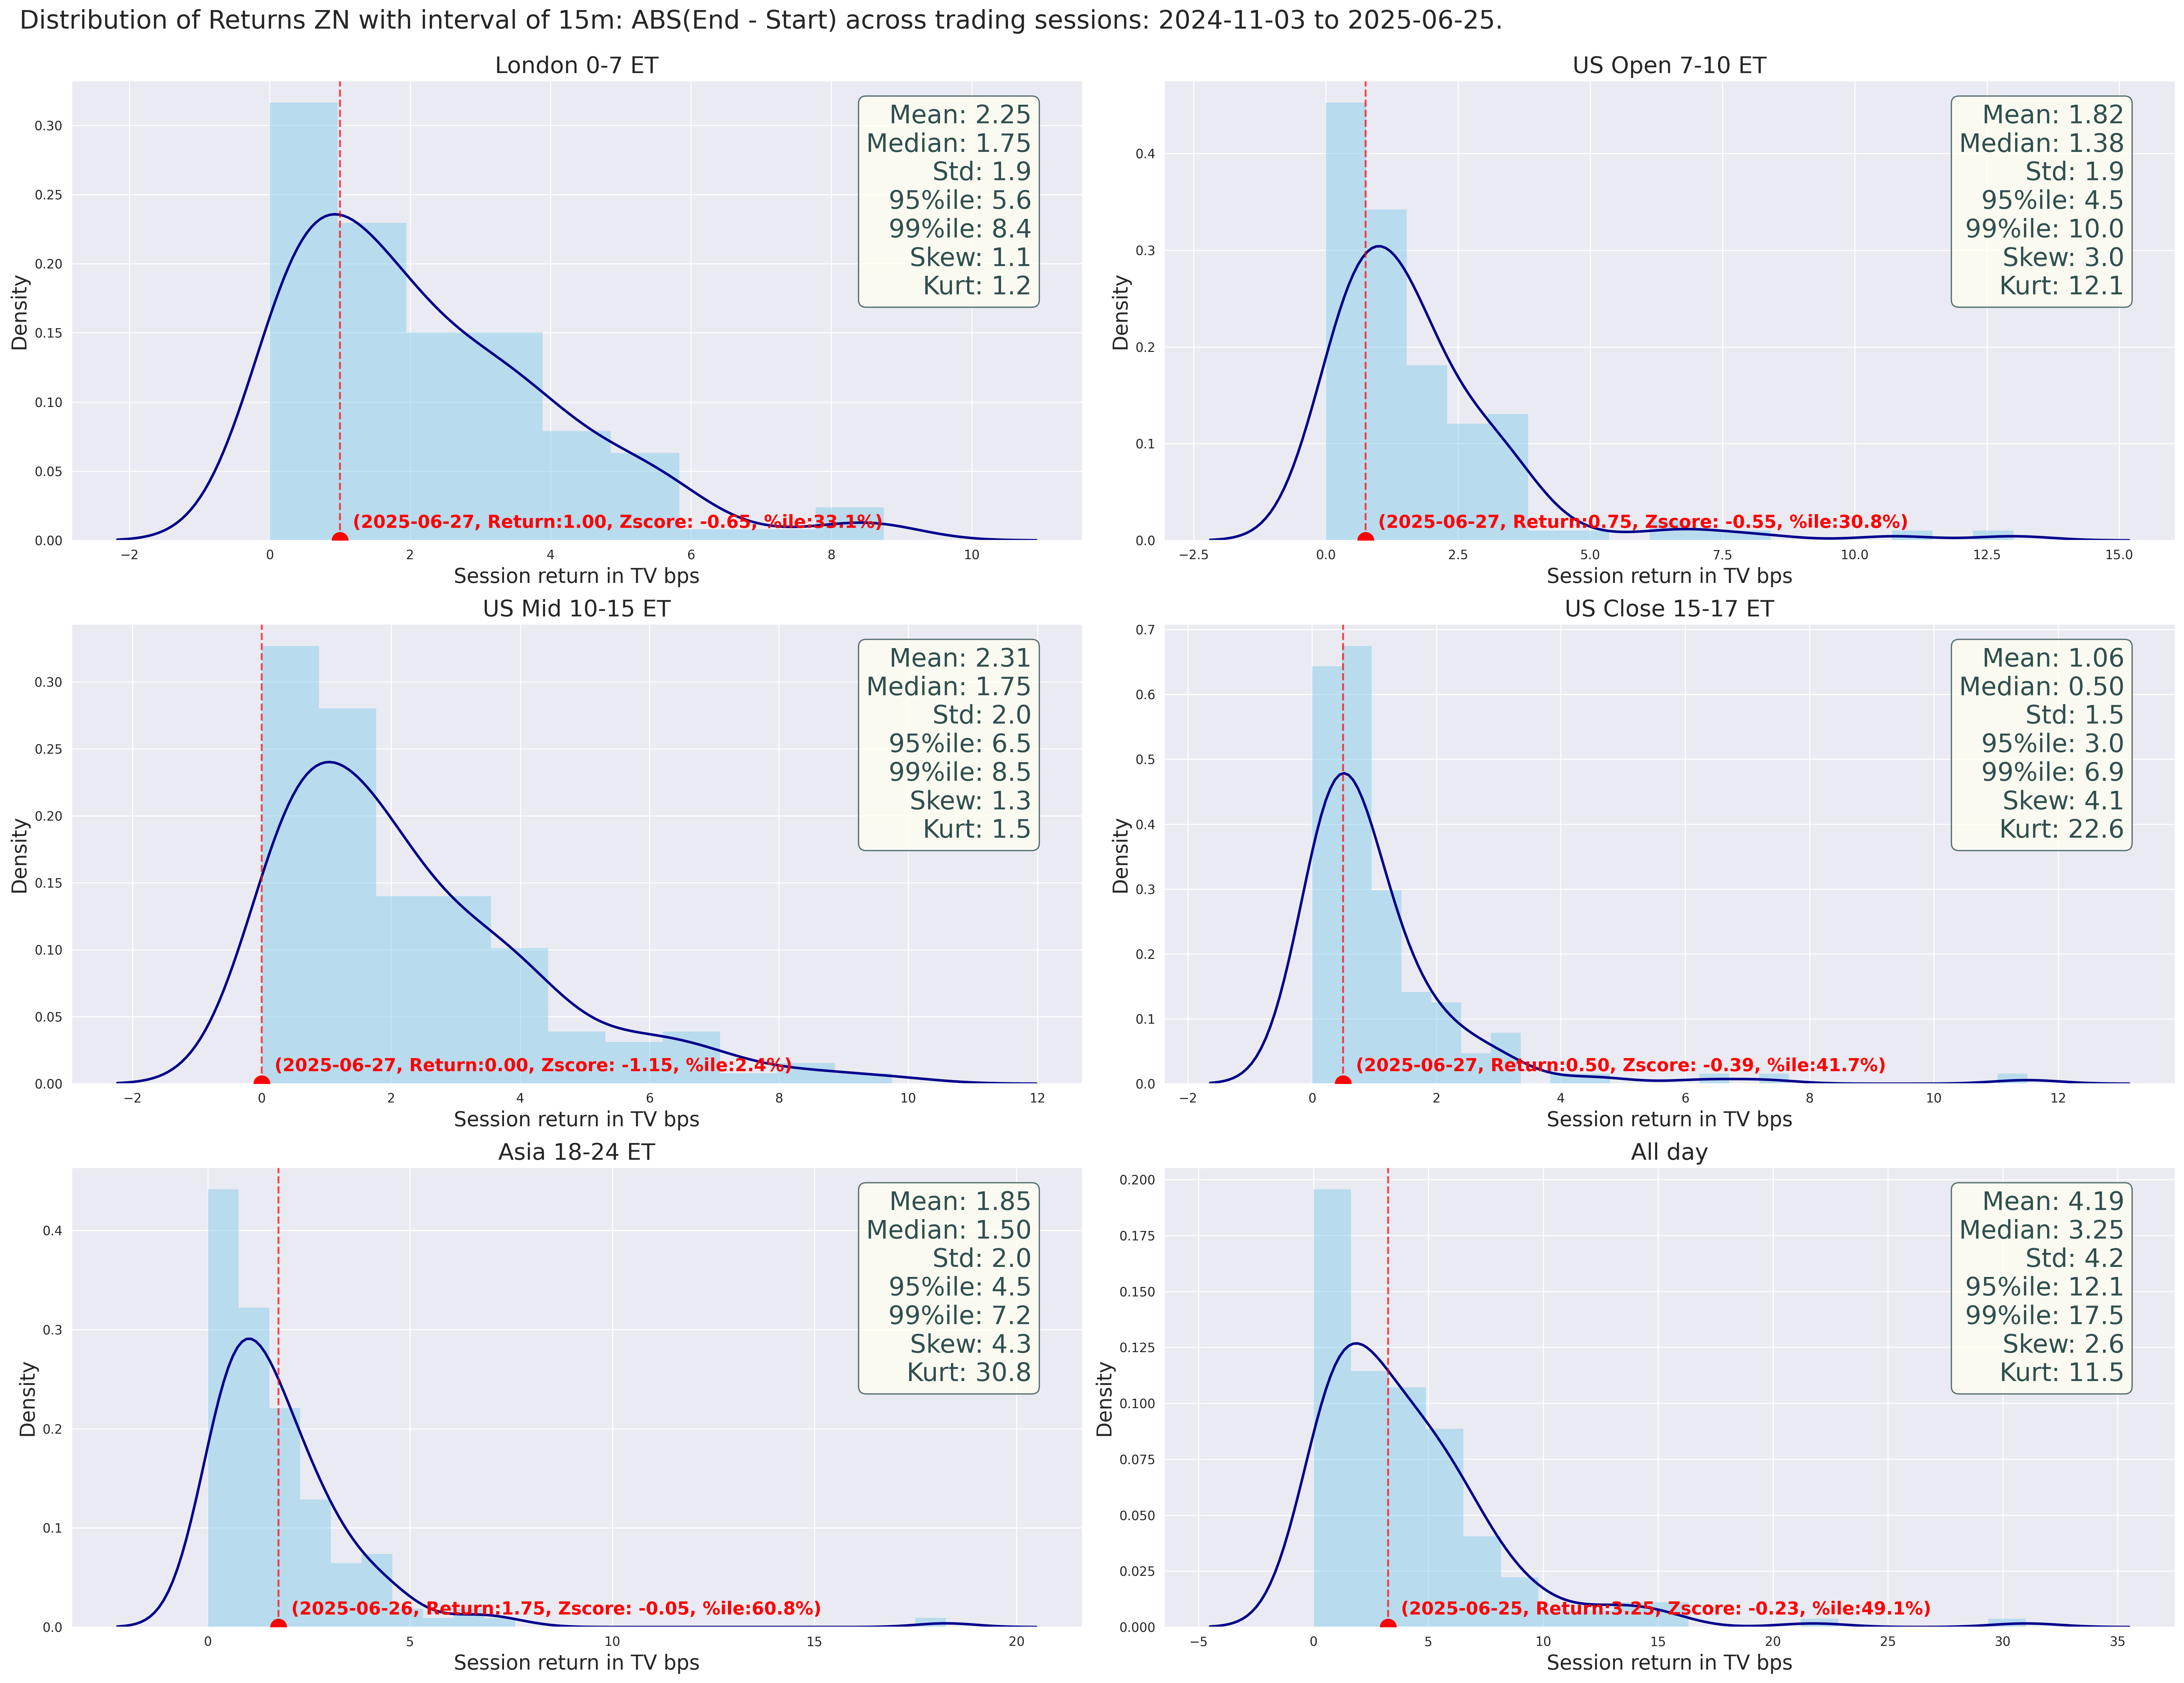 Distribution of Returns ZN with interval of 15m: ABS(End - Start) across trading sessions: 2024-11-03 to 2025-06-25.
London 0-7 ET
Density
0.30
0.25
0.20
0.15
0.10
0.05
0.00
Mean: 2.25
Median: 1.75
Std: 1.9
95%ile: 5.6
99%ile: 8.4
Skew: 1.1
Kurt: 1.2
(2025-06-27, Return:1.00, Zscore: -0.65, %ile:33.1%)
−2 0 2 4 6 8 10
Session return in TV bps
US Open 7-10 ET
Density
0.4
0.3
0.2
0.1
0.0
Mean: 1.82
Median: 1.38
Std: 1.9
95%ile: 4.5
99%ile: 10.0
Skew: 3.0
Kurt: 12.1
(2025-06-27, Return:0.75, Zscore: -0.55, %ile:30.8%)
−2.5 0.0 2.5 5.0 7.5 10.0 12.5 15.0
Session return in TV bps
US Mid 10-15 ET
Density
0.30
0.25
0.20
0.15
0.10
0.05
0.00
Mean: 2.31
Median: 1.75
Std: 2.0
95%ile: 6.5
99%ile: 8.5
Skew: 1.3
Kurt: 1.5
(2025-06-27, Return:0.00, Zscore: -1.15, %ile:2.4%)
−2 0 2 4 6 8 10 12
Session return in TV bps
US Close 15-17 ET
Density
0.7
0.6
0.5
0.4
0.3
0.2
0.1
0.0
Mean: 1.06
Median: 0.50
Std: 1.5
95%ile: 3.0
99%ile: 6.9
Skew: 4.1
Kurt: 22.6
(2025-06-27, Return:0.50, Zscore: -0.39, %ile:41.7%)
−2 0 2 4 6 8 10 12
Session return in TV bps
Asia 18-24 ET
Density
0.4
0.3
0.2
0.1
0.0
Mean: 1.85
Median: 1.50
Std: 2.0
95%ile: 4.5
99%ile: 7.2
Skew: 4.3
Kurt: 30.8
(2025-06-26, Return:1.75, Zscore: -0.05, %ile:60.8%)
0 5 10 15 20
Session return in TV bps
All day
Density
0.200
0.175
0.150
0.125
0.100
0.075
0.050
0.025
0.000
Mean: 4.19
Median: 3.25
Std: 4.2
95%ile: 12.1
99%ile: 17.5
Skew: 2.6
Kurt: 11.5
(2025-06-25, Return:3.25, Zscore: -0.23, %ile:49.1%)
−5 0 5 10 15 20 25 30 35
Session return in TV bps